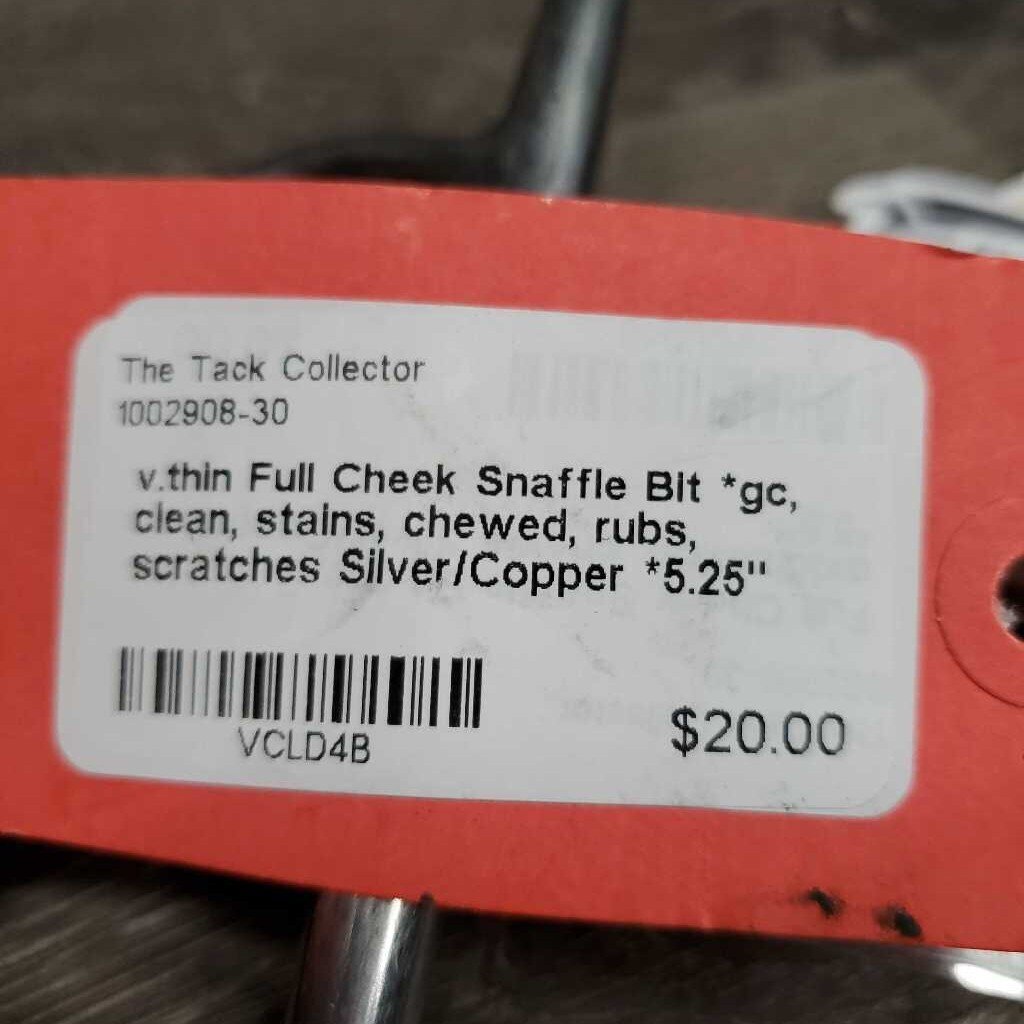 The Tack Collector
1002908-30
v.thin Full Cheek Snaffle Bit *gc,
clean, stains, chewed, rubs,
scratches Silver/Copper *5.25"
VCLD4B
$20.00